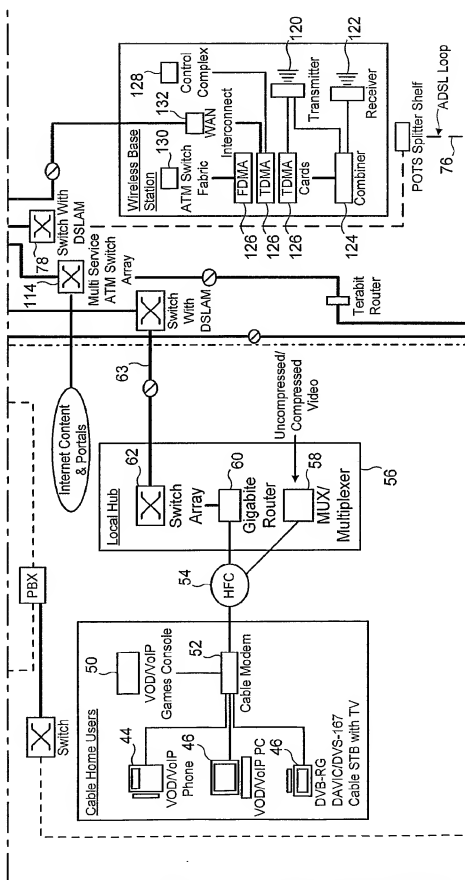 128
Control
Complex
120
122
132
WAN
Interconnect
Transmitter
Receiver
130
ATM Switch
Fabric
Wireless Base
Station
FDMA
TDMA
TDMA
126
126
126
Cards
Combiner
124
POTS Splitter Shelf
ADSL Loop
76
78
Switch With
DSLAM
114
Multi Service
ATM Switch
Array
Switch
With
DSLAM
Terabit
Router
63
Internet Content
& Portals
Uncompressed/
Compressed
Video
Local Hub
62
Switch
Array
60
Gigabite
Router
58
MUX/
Multiplexer
56
54
HFC
PBX
Switch
Cable Home Users
50
VOD/VoIP
Games Console
52
Cable Modem
44
VOD/VoIP
Phone
46
VOD/VoIP PC
46
DVB-RG
DAVIC/DVS-167
Cable STB with TV